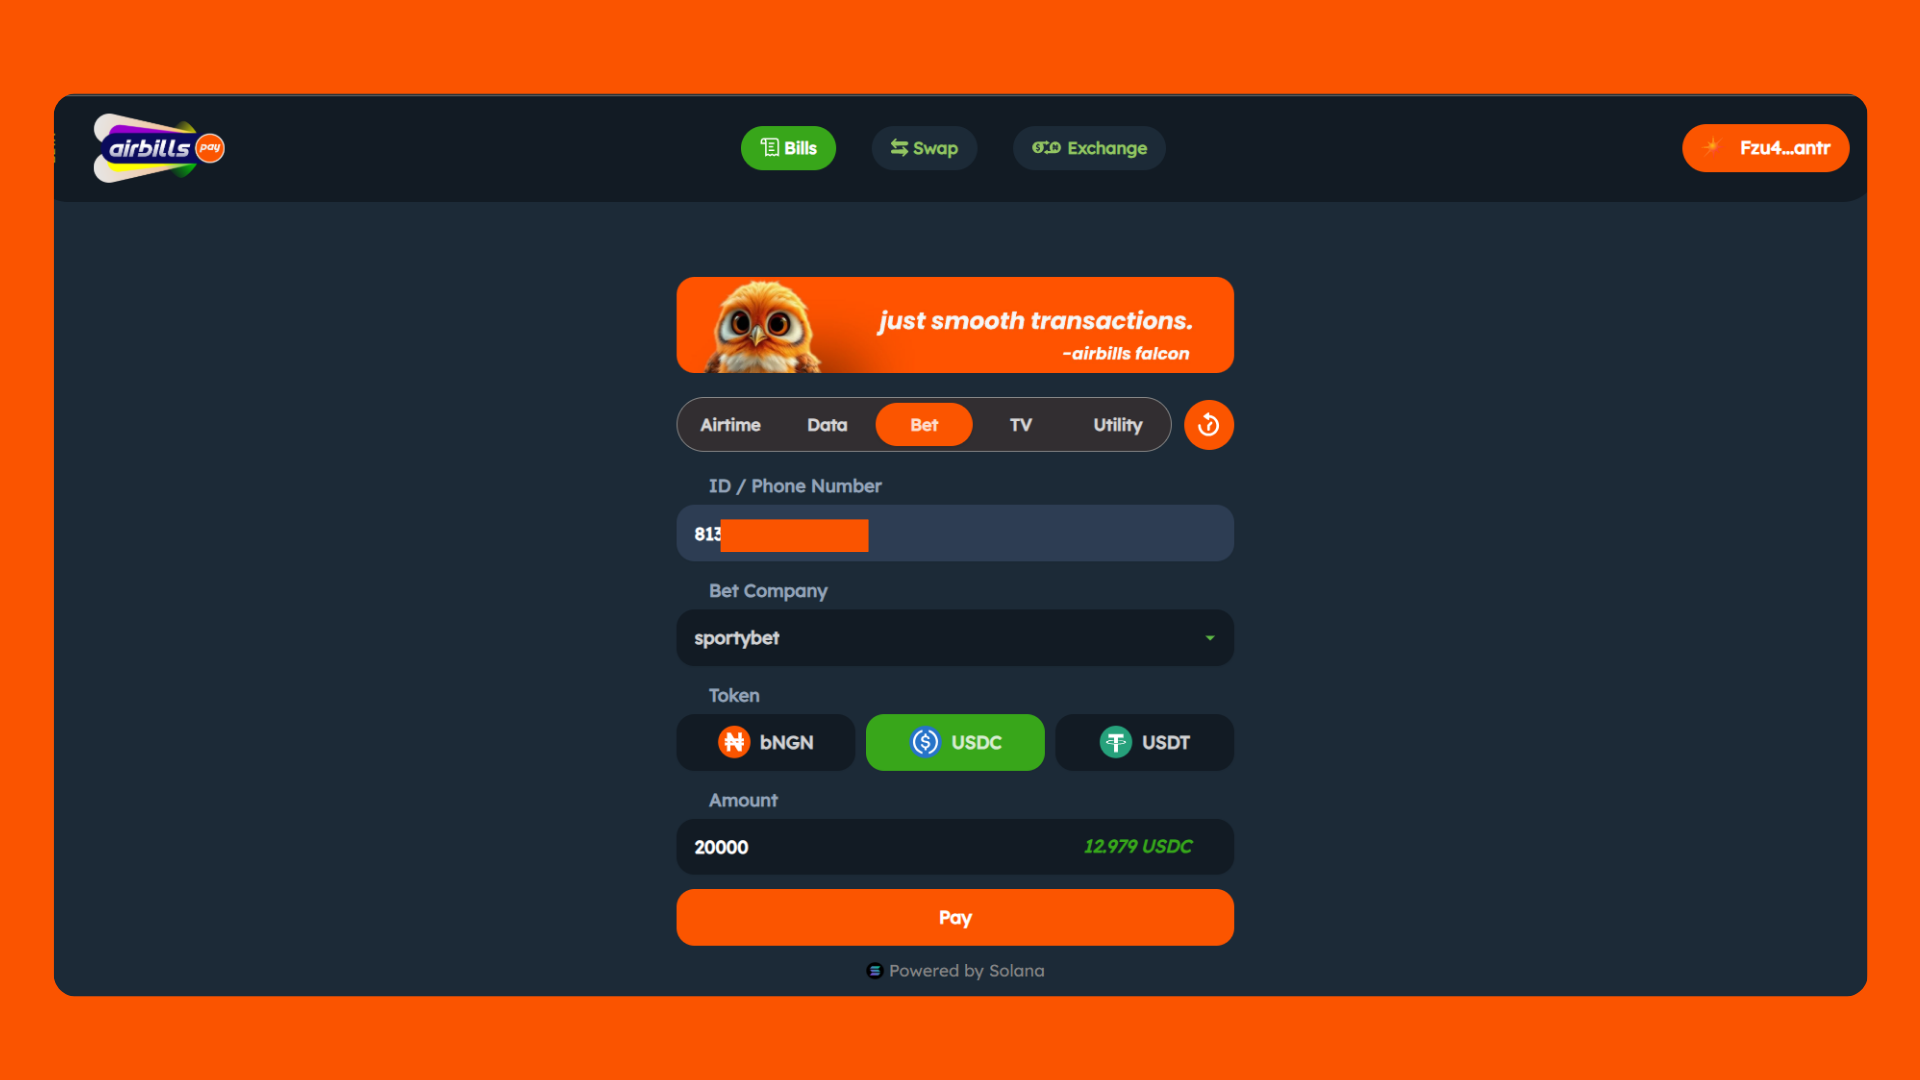 airbills pay
Bills
Swap
Exchange
Fzu4...antr
just smooth transactions.
-airbills falcon
Airtime
Data
Bet
TV
Utility
ID / Phone Number
813
Bet Company
sportybet
Token
bNGN
USDC
USDT
Amount
20000
12.979 USDC
Pay
Powered by Solana